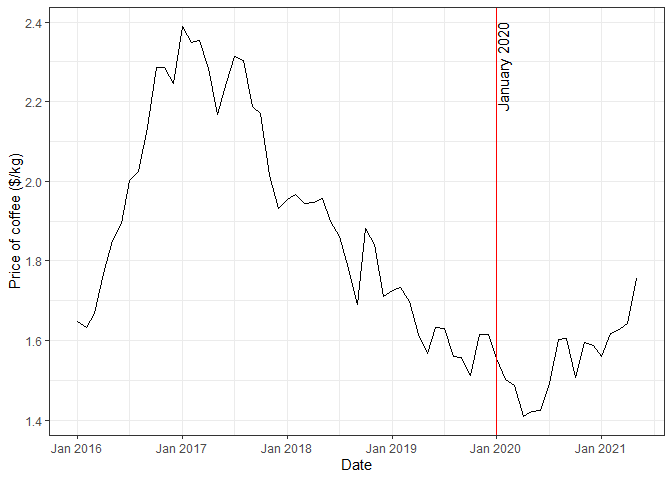 2.4
2.2
2.0
1.8
1.6
1.4
Price of coffee ($/kg)
January 2020
Jan 2016
Jan 2017
Jan 2018
Jan 2019
Jan 2020
Jan 2021
Date